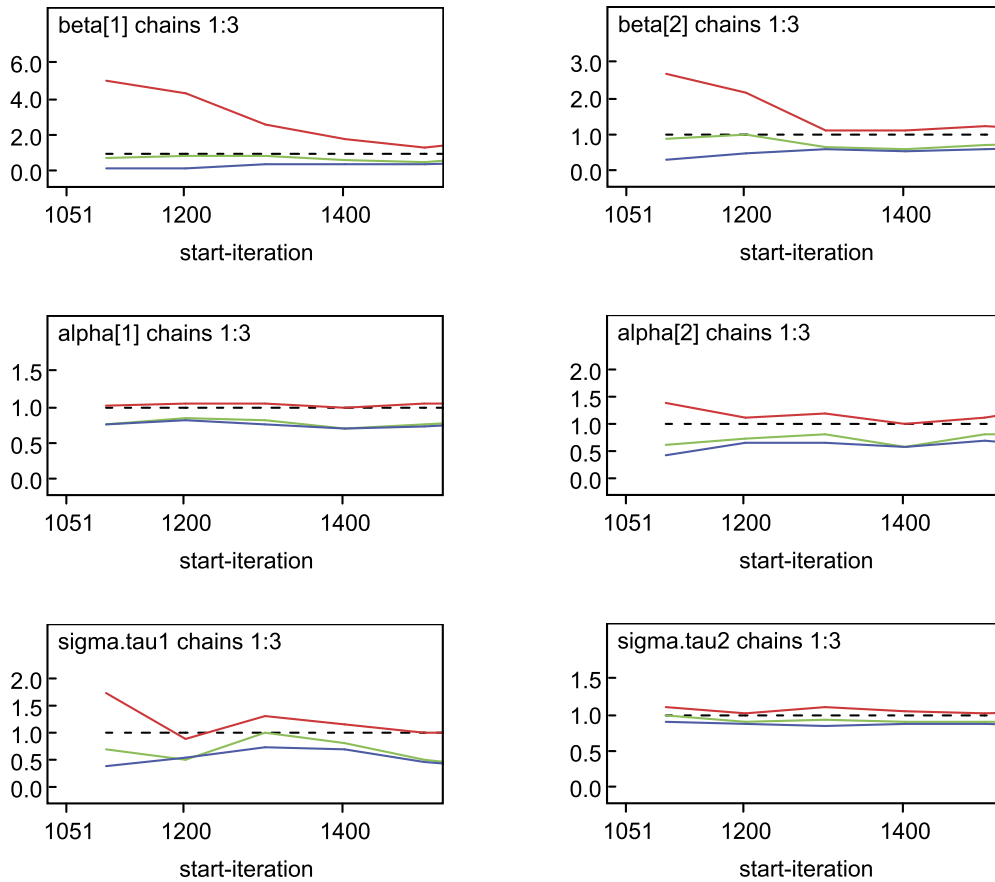 beta[1] chains 1:3
6.0
4.0
2.0
0.0
1051 1200 1400
start-iteration
beta[2] chains 1:3
3.0
2.0
1.0
0.0
1051 1200 1400
start-iteration
alpha[1] chains 1:3
1.5
1.0
0.5
0.0
1051 1200 1400
start-iteration
alpha[2] chains 1:3
2.0
1.5
1.0
0.5
0.0
1051 1200 1400
start-iteration
sigma.tau1 chains 1:3
2.0
1.5
1.0
0.5
0.0
1051 1200 1400
start-iteration
sigma.tau2 chains 1:3
1.5
1.0
0.5
0.0
1051 1200 1400
start-iteration